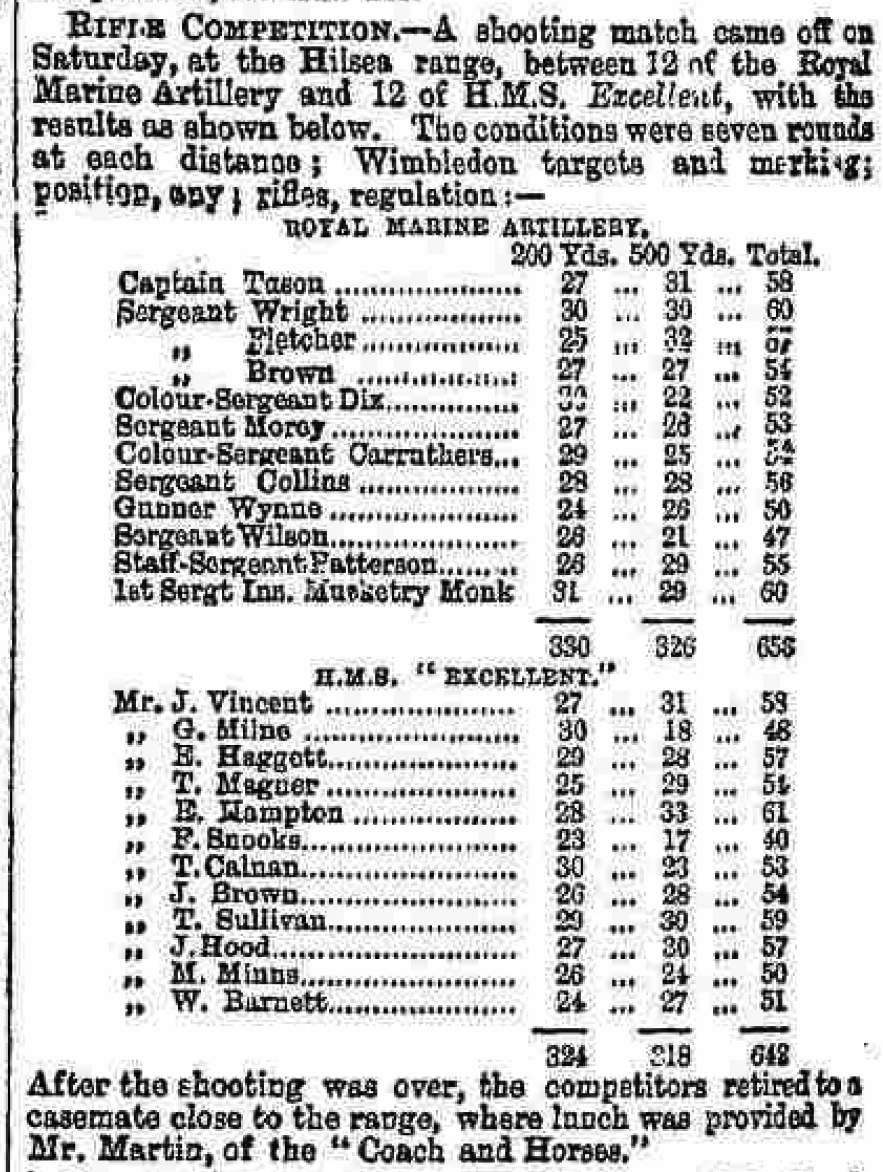 RIFLE COMPETITION.—A shooting match came off on
Saturday, at the Hilsea range, between 12 of the Royal
Marine Artillery and 12 of H.M.S. Excellent, with the
results as shown below. The conditions were seven rounds
at each distance; Wimbledon targets and marking;
position, any; rifles, regulation:—
ROYAL MARINE ARTILLERY.
200 Yds. 500 Yds. Total.
Captain Tason ... 27 ... 31 ... 58
Sergeant Wright ... 30 ... 30 ... 60
„ Fletcher ... 25 ... 32 ... 57
„ Brown ... 27 ... 27 ... 54
Colour-Sergeant Dix ... 30 ... 22 ... 52
Sergeant Morey ... 27 ... 26 ... 53
Colour-Sergeant Carruthers... 29 ... 25 ... 54
Sergeant Collins ... 28 ... 28 ... 56
Gunner Wynne ... 24 ... 26 ... 50
Sergeant Wilson ... 26 ... 21 ... 47
Staff-Sergeant Patterson ... 26 ... 29 ... 55
1st Sergt Ins. Musketry Monk 31 ... 29 ... 60
330 326 656
H.M.S. "EXCELLENT."
Mr. J. Vincent ... 27 ... 31 ... 58
„ G. Milne ... 30 ... 18 ... 48
„ E. Haggett ... 29 ... 28 ... 57
„ T. Magner ... 25 ... 29 ... 54
„ E. Hampton ... 28 ... 33 ... 61
„ F. Snooks ... 23 ... 17 ... 40
„ T. Calnan ... 30 ... 23 ... 53
„ J. Brown ... 26 ... 28 ... 54
„ T. Sullivan ... 29 ... 30 ... 59
„ J. Hood ... 27 ... 30 ... 57
„ M. Minns ... 26 ... 24 ... 50
„ W. Barnett ... 24 ... 27 ... 51
324 318 642
After the shooting was over, the competitors retired to a
casemate close to the range, where lunch was provided by
Mr. Martin, of the "Coach and Horses."